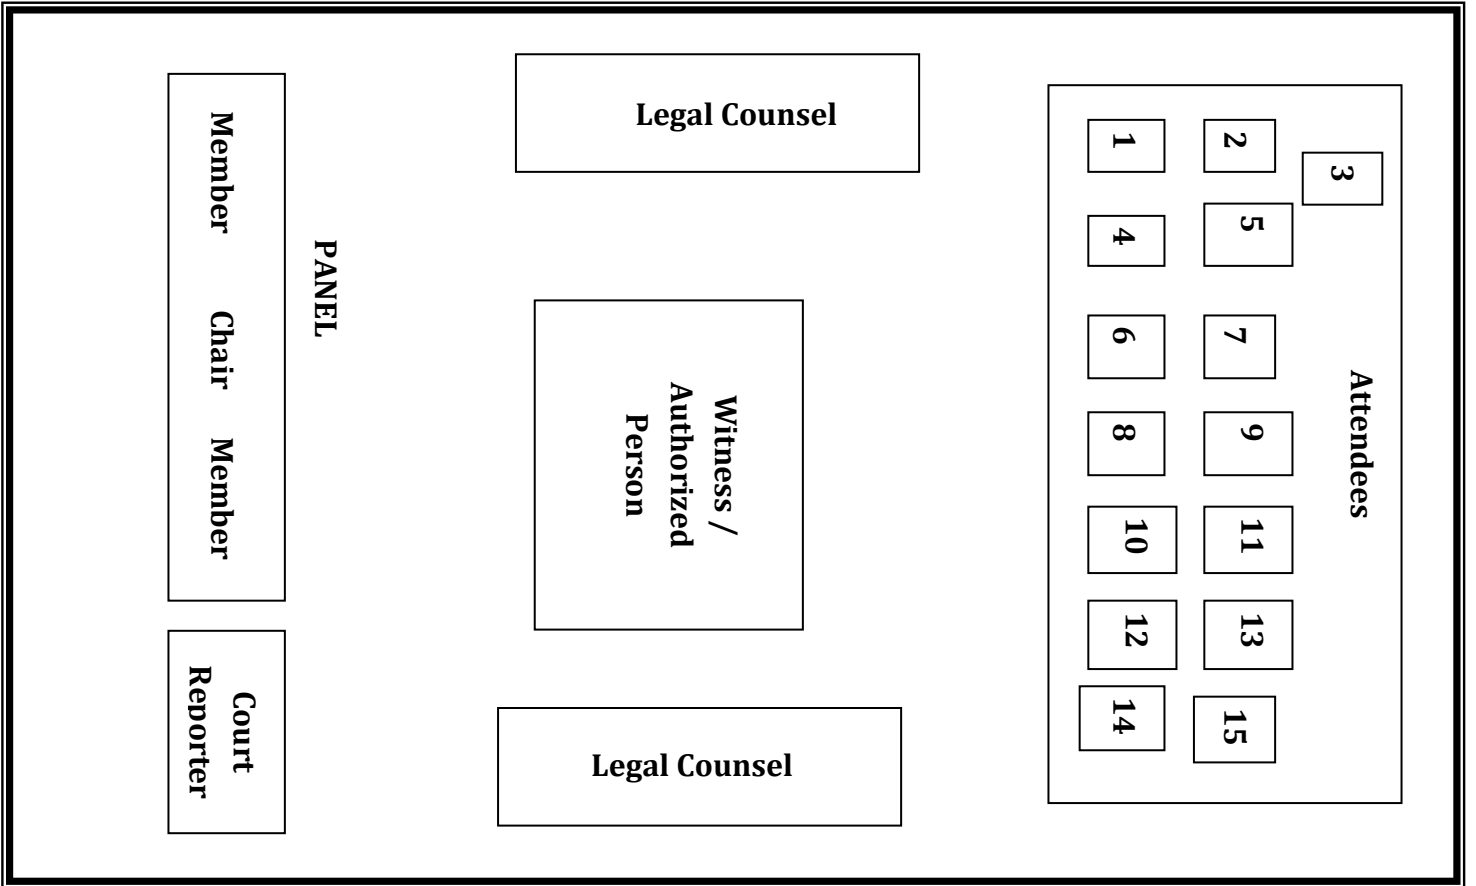 Member
Chair
Member
PANEL
Court
Reporter
Legal Counsel
Witness /
Authorized
Person
Legal Counsel
1
2
3
4
5
6
7
8
9
10
11
12
13
14
15
Attendees